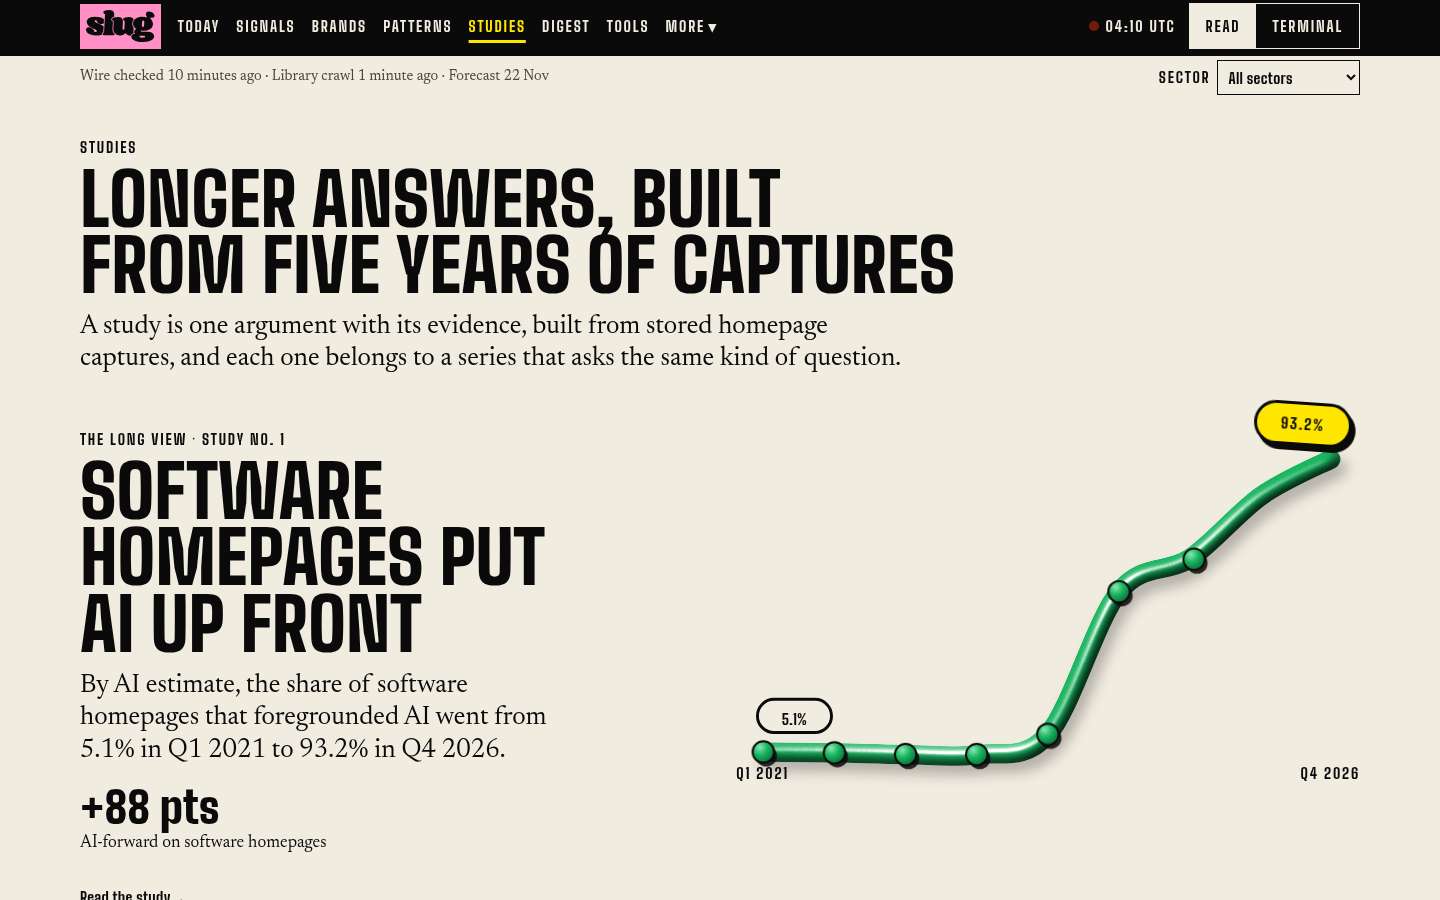 slug
TODAY SIGNALS BRANDS PATTERNS STUDIES DIGEST TOOLS MORE ▾
04:10 UTC READ TERMINAL
Wire checked 10 minutes ago · Library crawl 1 minute ago · Forecast 22 Nov
SECTOR All sectors
STUDIES
LONGER ANSWERS, BUILT
FROM FIVE YEARS OF CAPTURES
A study is one argument with its evidence, built from stored homepage
captures, and each one belongs to a series that asks the same kind of question.
THE LONG VIEW · STUDY NO. 1
SOFTWARE
HOMEPAGES PUT
AI UP FRONT
By AI estimate, the share of software
homepages that foregrounded AI went from
5.1% in Q1 2021 to 93.2% in Q4 2026.
+88 pts
AI-forward on software homepages
Read the study
93.2%
5.1%
Q1 2021
Q4 2026